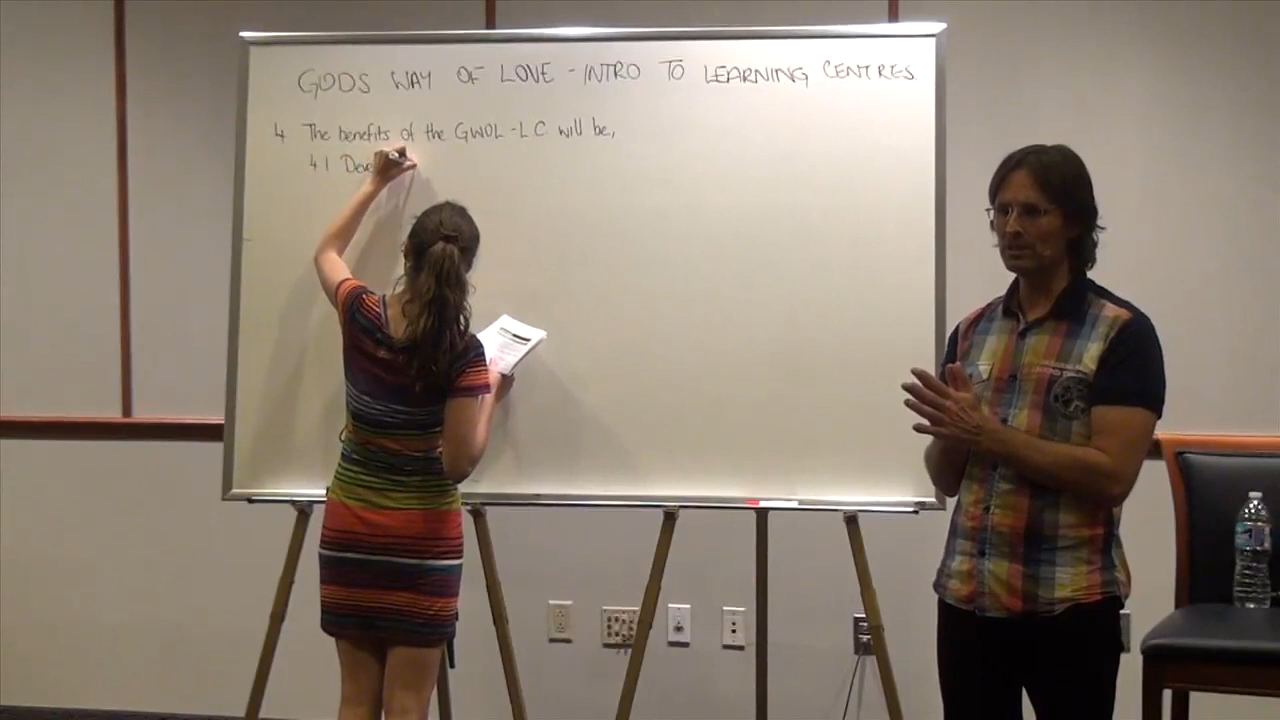 GODS WAY OF LOVE - INTRO TO LEARNING CENTRES
4 The benefits of the GWOL - LC will be,
4 1 Deve